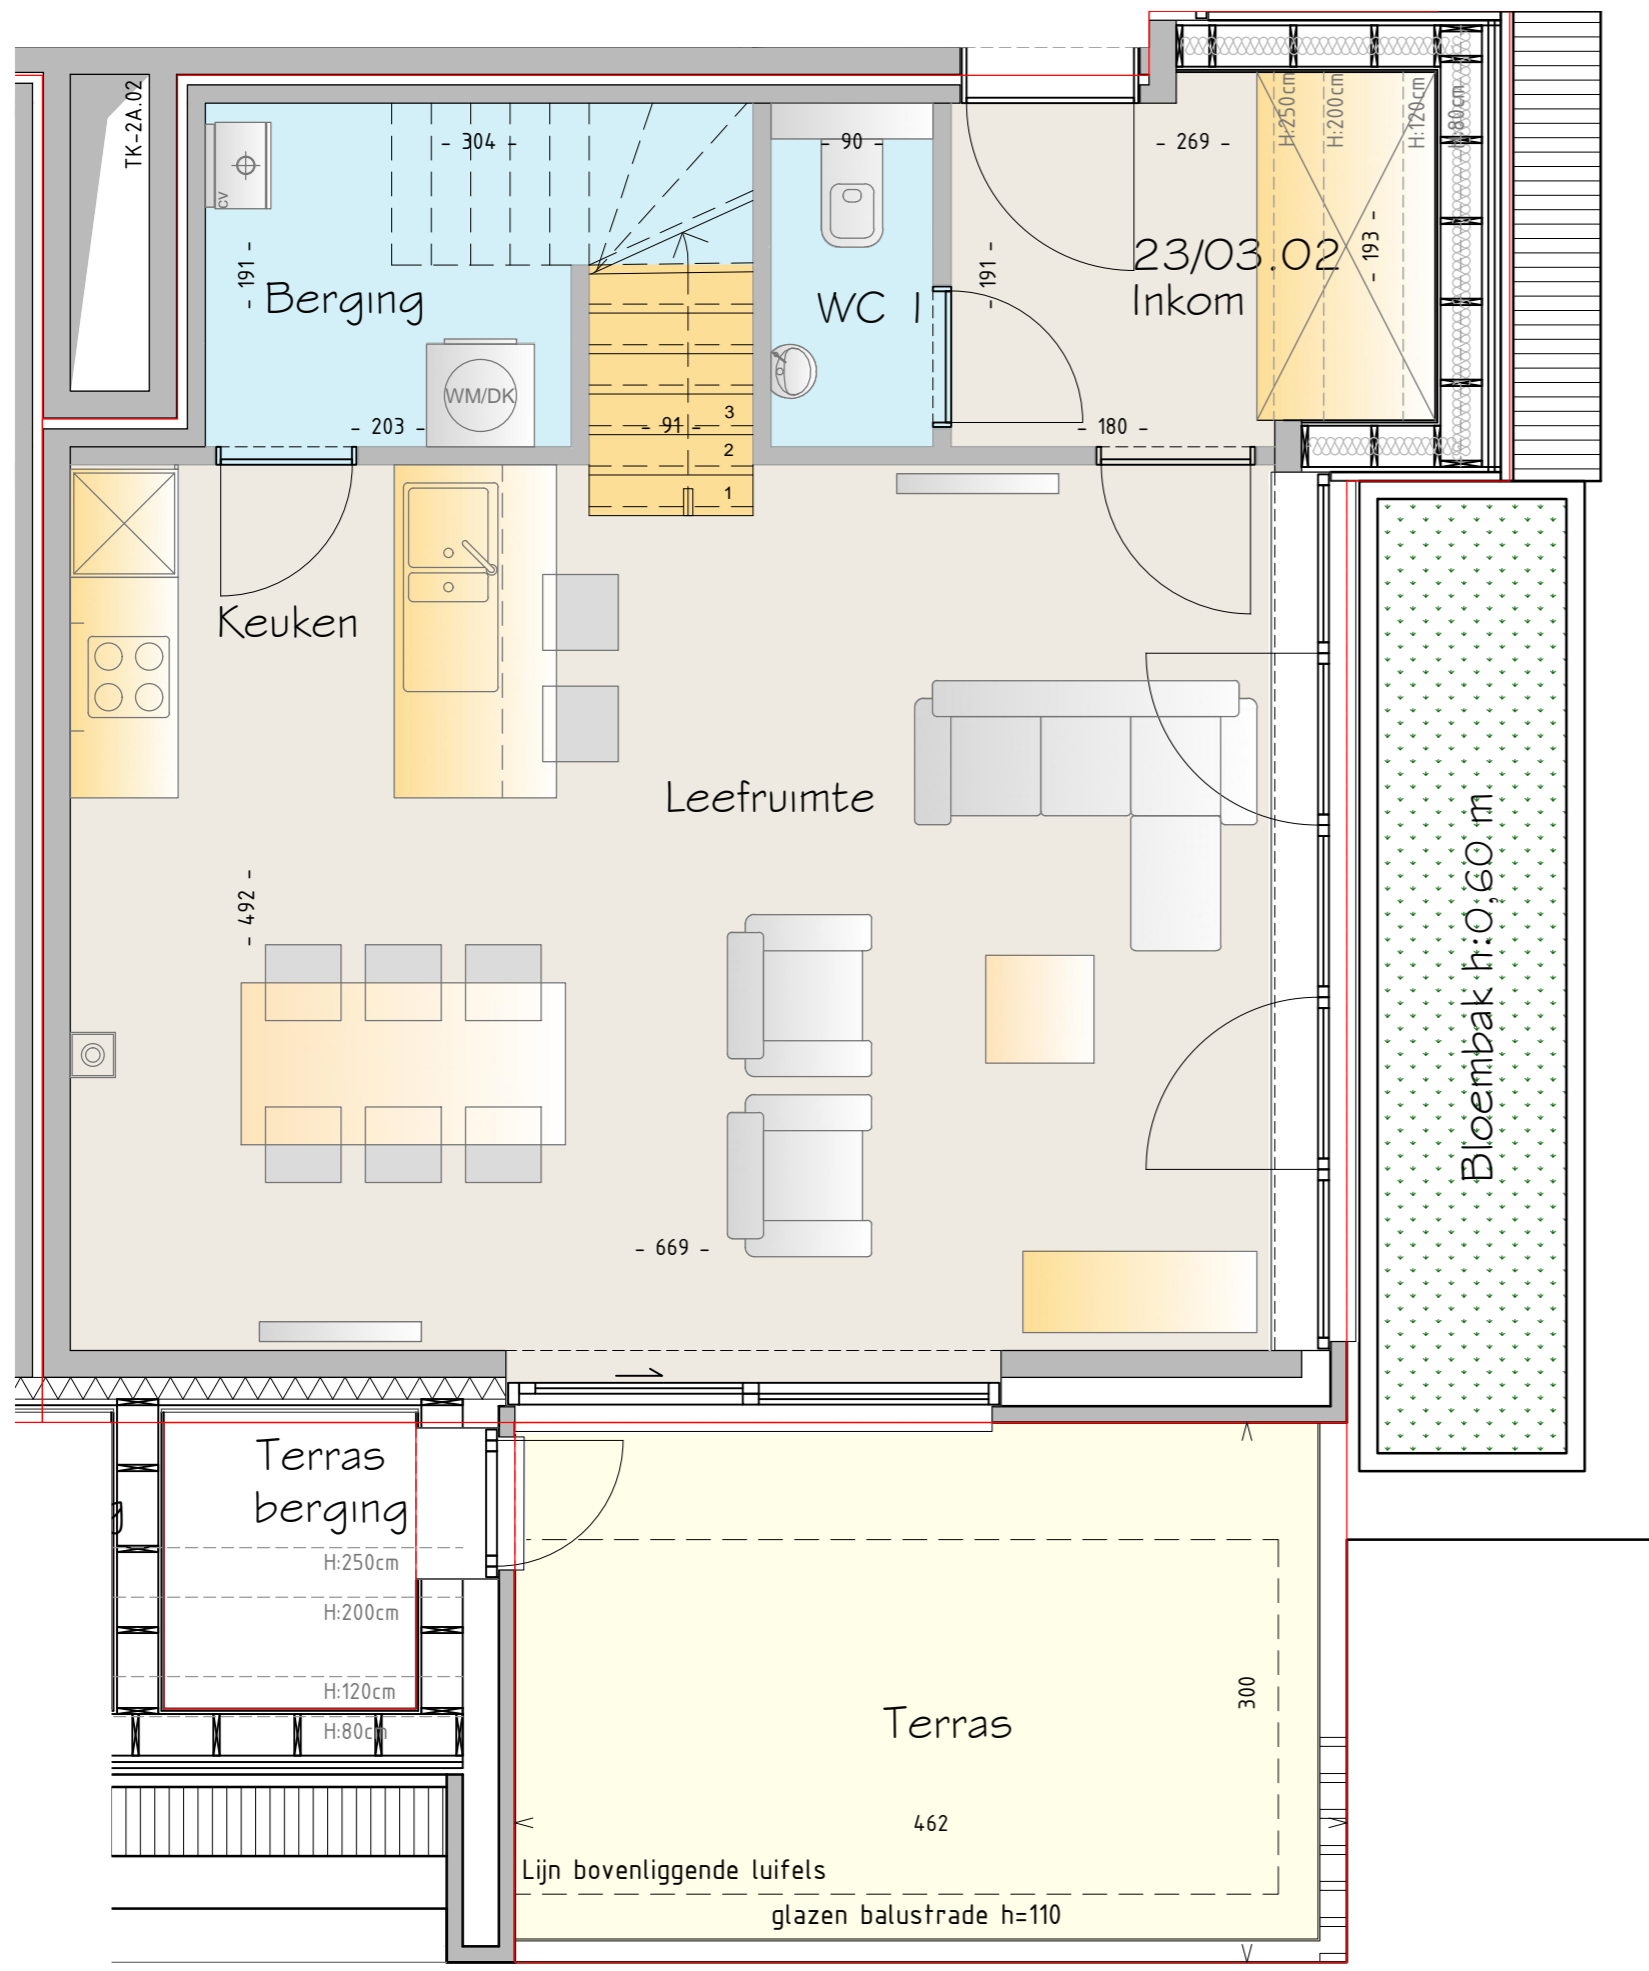 TK-2A.02
- 304 -
- 90 -
- 269 -
H:250cm
H:200cm
H:120cm
H:80cm
CV
- 191 -
Berging
WC 1
- 191 -
23/03.02
Inkom
- 193 -
WM/DK
- 203 -
- 91 -
3
2
1
- 180 -
Keuken
Leefruimte
- 492 -
Bloembak h:0,60 m
- 669 -
Terras
berging
g
H:250cm
H:200cm
H:120cm
H:80cm
Terras
300
462
Lijn bovenliggende luifels
glazen balustrade h=110